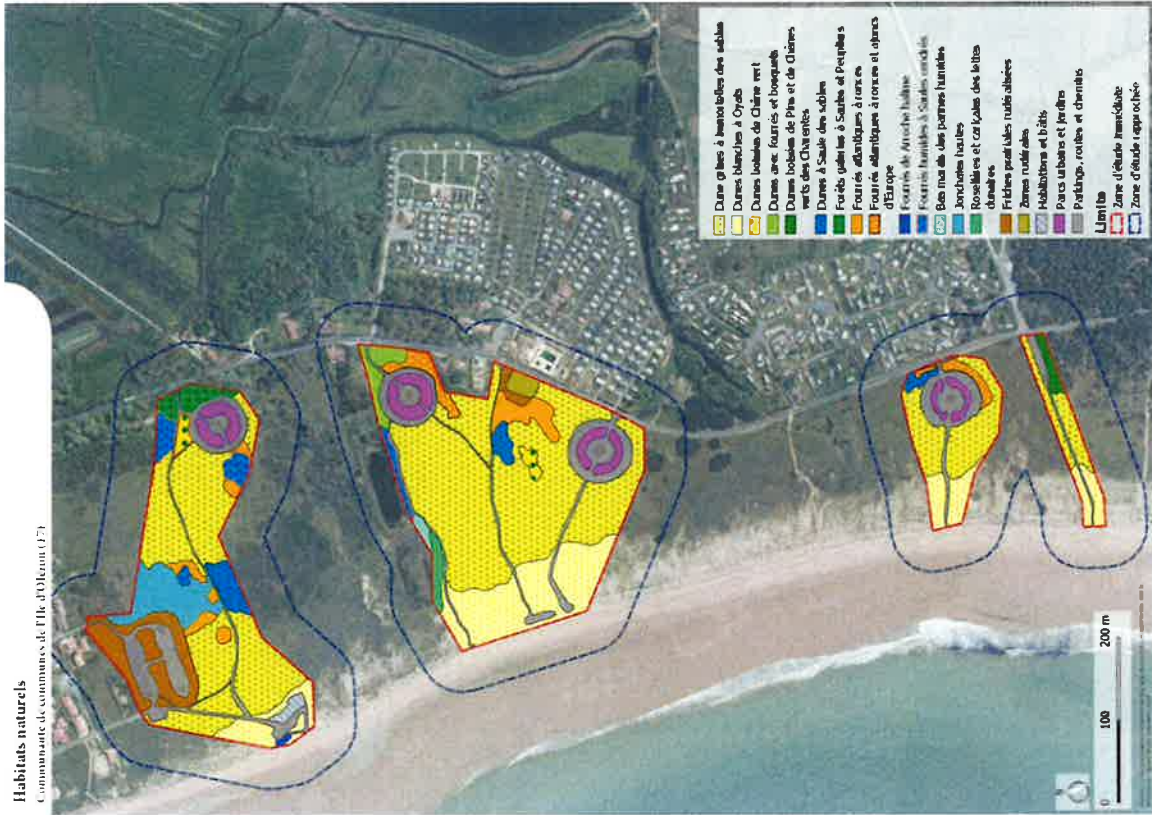 Habitats naturels
Communauté de communes de l'Ile d'Oléron (17)
Dune grises à Immortelles des sables
Dunes blanches à Oyats
Dunes boisées de Chêne vert
Dunes avec fourrés et bosquets
Dunes boisées de Pins et de Chênes
verts des Charentes
Dunes à Saule des sables
Forêts galeries à Saules et Peupliers
Fourrés atlantiques à ronces
Fourrés atlantiques à ronces et ajoncs
d'Europe
Fourrés de Arroche halime
Fourrés humides à Saules cendrés
Bas marais des pannes humides
Jonchaies hautes
Roselières et cariçaies des lettes
dunaires
Friches prairiales rudéralisées
Zones rudérales
Habitations et bâtis
Parcs urbains et jardins
Parkings, routes et chemins
Limite
Zone d'étude immédiate
Zone d'étude rapprochée
0 100 200 m